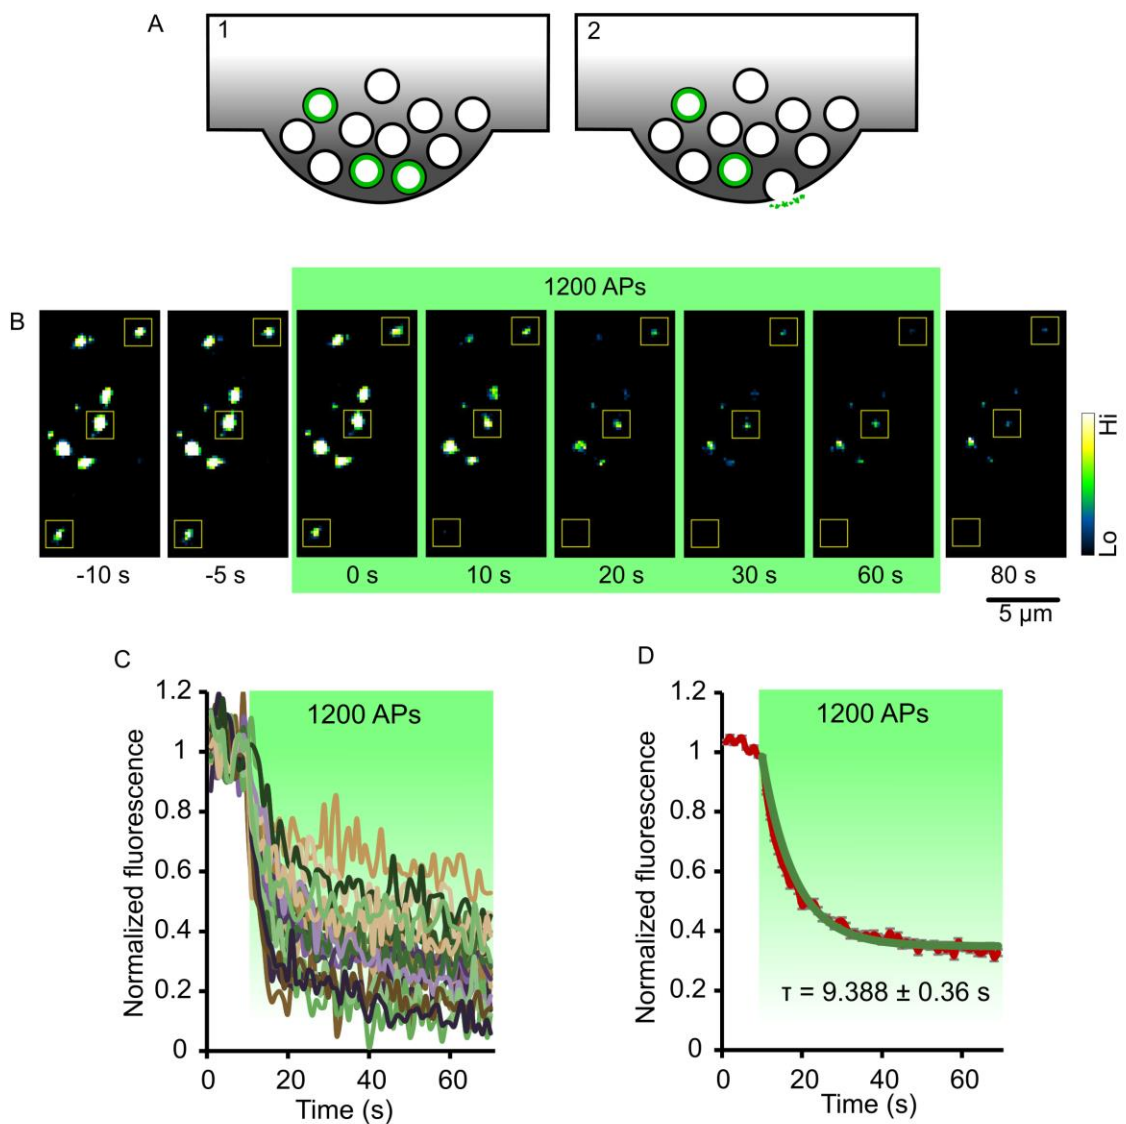 A
1
2
B
1200 APs
-10 s
-5 s
0 s
10 s
20 s
30 s
60 s
80 s
Hi
Lo
5 μm
C
Normalized fluorescence
1.2
1
0.8
0.6
0.4
0.2
0
1200 APs
0
20
40
60
Time (s)
D
Normalized fluorescence
1.2
1
0.8
0.6
0.4
0.2
0
1200 APs
τ = 9.388 ± 0.36 s
0
20
40
60
Time (s)